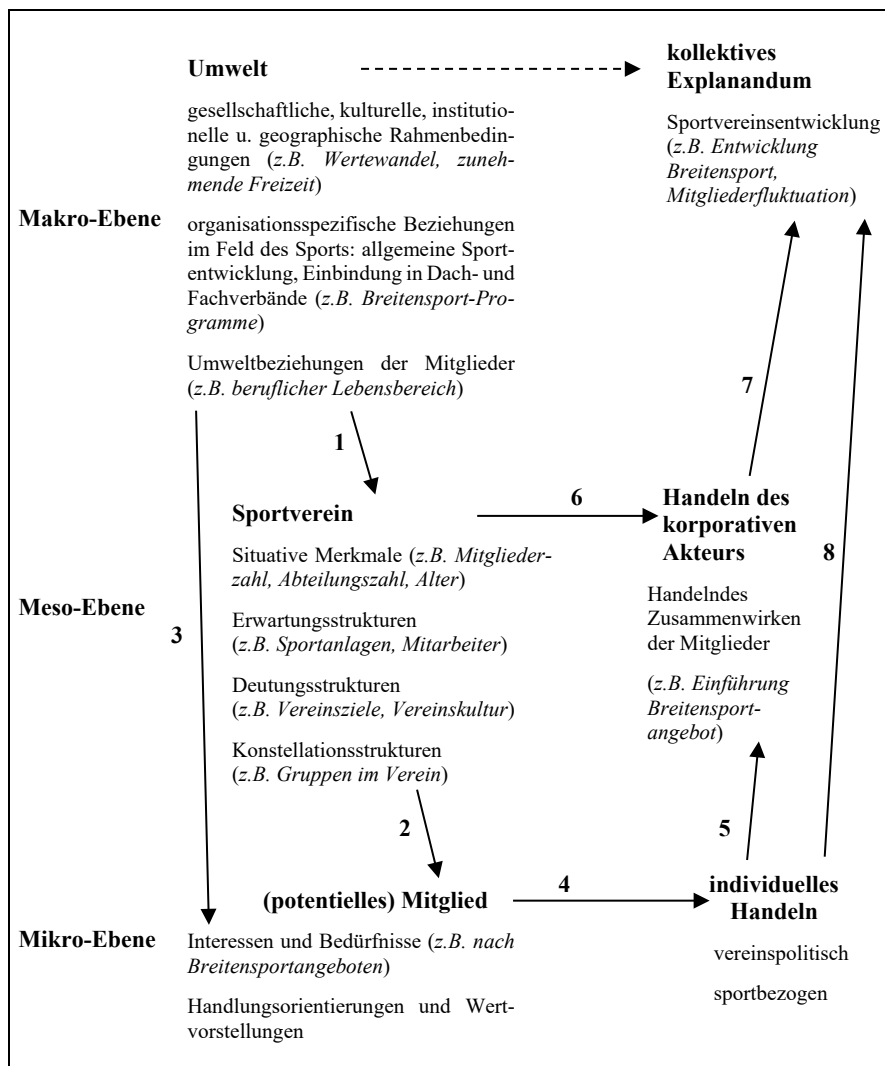 Umwelt
gesellschaftliche, kulturelle, institutio-
nelle u. geographische Rahmenbedin-
gungen (z.B. Wertewandel, zuneh-
mende Freizeit)
kollektives
Explanandum
Sportvereinsentwicklung
(z.B. Entwicklung
Breitensport,
Mitgliederfluktuation)
Makro-Ebene
organisationsspezifische Beziehungen
im Feld des Sports: allgemeine Sport-
entwicklung, Einbindung in Dach- und
Fachverbände (z.B. Breitensport-Pro-
gramme)
Umweltbeziehungen der Mitglieder
(z.B. beruflicher Lebensbereich)
1
7
Meso-Ebene
3
Sportverein
Situative Merkmale (z.B. Mitglieder-
zahl, Abteilungszahl, Alter)
Erwartungsstrukturen
(z.B. Sportanlagen, Mitarbeiter)
Deutungsstrukturen
(z.B. Vereinsziele, Vereinskultur)
Konstellationsstrukturen
(z.B. Gruppen im Verein)
6
Handeln des
korporativen
Akteurs
Handelndes
Zusammenwirken
der Mitglieder
(z.B. Einführung
Breitensport-
angebot)
8
2
5
Mikro-Ebene
(potentielles) Mitglied
Interessen und Bedürfnisse (z.B. nach
Breitensportangeboten)
Handlungsorientierungen und Wert-
vorstellungen
4
individuelles
Handeln
vereinspolitisch
sportbezogen